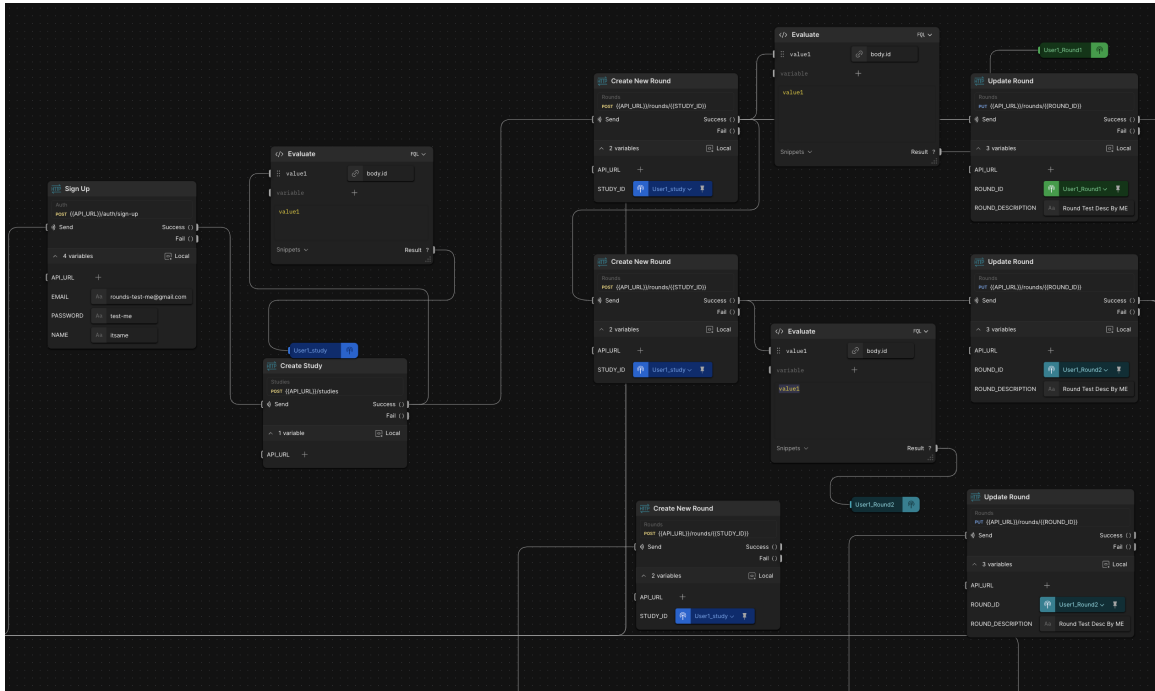 Sign Up
Auth
POST {{API_URL}}/auth/sign-up
Send Success ()
Fail ()
4 variables Local
API_URL +
EMAIL Aa rounds-test-me@gmail.com
PASSWORD Aa test-me
NAME Aa itsame
</> Evaluate FQL
value1 body.id
variable +
value1
Snippets Result ?
User1_study
Create Study
Studies
POST {{API_URL}}/studies
Send Success ()
Fail ()
1 variable Local
API_URL +
Create New Round
Rounds
POST {{API_URL}}/rounds/{{STUDY_ID}}
Send Success ()
Fail ()
2 variables Local
API_URL +
STUDY_ID User1_study
</> Evaluate FQL
value1 body.id
variable +
value1
Snippets Result ?
User1_Round1
Update Round
Rounds
PUT {{API_URL}}/rounds/{{ROUND_ID}}
Send Success ()
Fail ()
3 variables Local
API_URL +
ROUND_ID User1_Round1
ROUND_DESCRIPTION Aa Round Test Desc By ME
Create New Round
Rounds
POST {{API_URL}}/rounds/{{STUDY_ID}}
Send Success ()
Fail ()
2 variables Local
API_URL +
STUDY_ID User1_study
</> Evaluate FQL
value1 body.id
variable +
value1
Snippets Result ?
User1_Round2
Update Round
Rounds
PUT {{API_URL}}/rounds/{{ROUND_ID}}
Send Success ()
Fail ()
3 variables Local
API_URL +
ROUND_ID User1_Round2
ROUND_DESCRIPTION Aa Round Test Desc By ME
Create New Round
Rounds
POST {{API_URL}}/rounds/{{STUDY_ID}}
Send Success ()
Fail ()
2 variables Local
API_URL +
STUDY_ID User1_study
Update Round
Rounds
PUT {{API_URL}}/rounds/{{ROUND_ID}}
Send Success ()
Fail ()
3 variables Local
API_URL +
ROUND_ID User1_Round2
ROUND_DESCRIPTION Aa Round Test Desc By ME